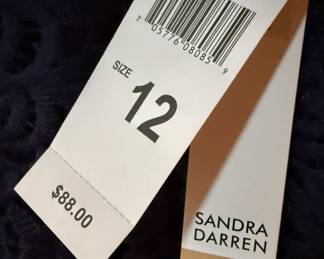 7 05776 08085 9
SIZE
12
$88.00
SANDRA
DARREN